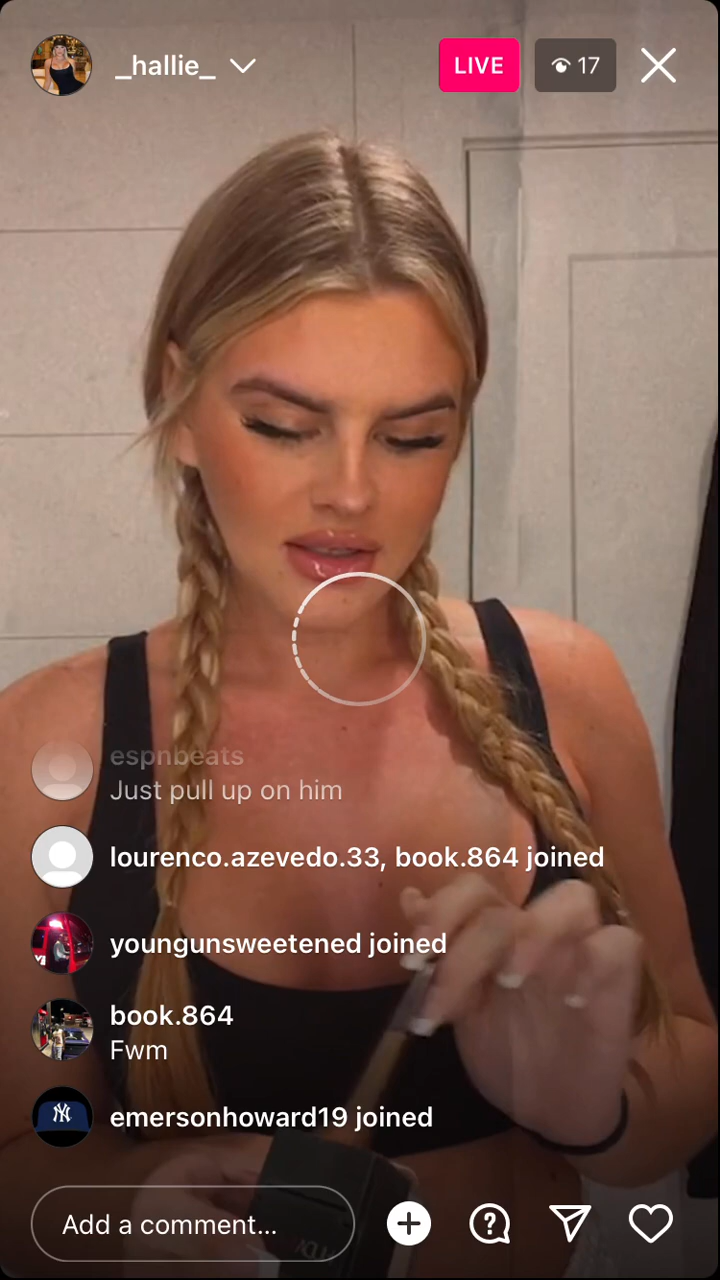 _hallie_
LIVE
17
espnbeats
Just pull up on him
lourenco.azevedo.33, book.864 joined
youngunsweetened joined
book.864
Fwm
emersonhoward19 joined
Add a comment...